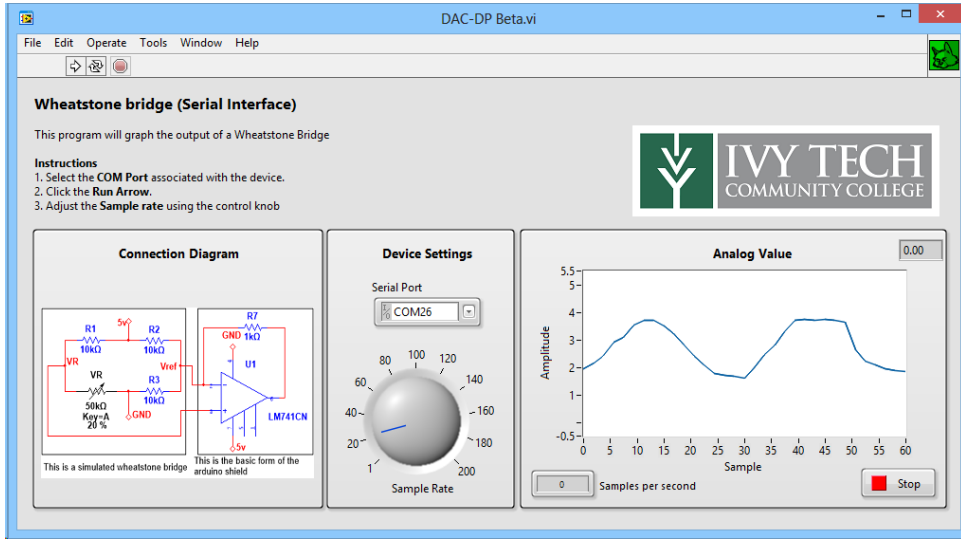 DAC-DP Beta.vi
File Edit Operate Tools Window Help
Wheatstone bridge (Serial Interface)
This program will graph the output of a Wheatstone Bridge
Instructions
1. Select the COM Port associated with the device.
2. Click the Run Arrow.
3. Adjust the Sample rate using the control knob
IVY TECH
COMMUNITY COLLEGE
Connection Diagram
5v
R1
10kΩ
R2
10kΩ
VR
Vref
VR
R3
10kΩ
50kΩ
Key=A
20 %
GND
This is a simulated wheatstone bridge
R7
GND 1kΩ
U1
LM741CN
5v
This is the basic form of the
arduino shield
Device Settings
Serial Port
COM26
1
20
40
60
80
100
120
140
160
180
200
Sample Rate
Analog Value
0.00
Amplitude
5.5
5
4
3
2
1
-0.5
0 5 10 15 20 25 30 35 40 45 50 55 60
Sample
0
Samples per second
Stop